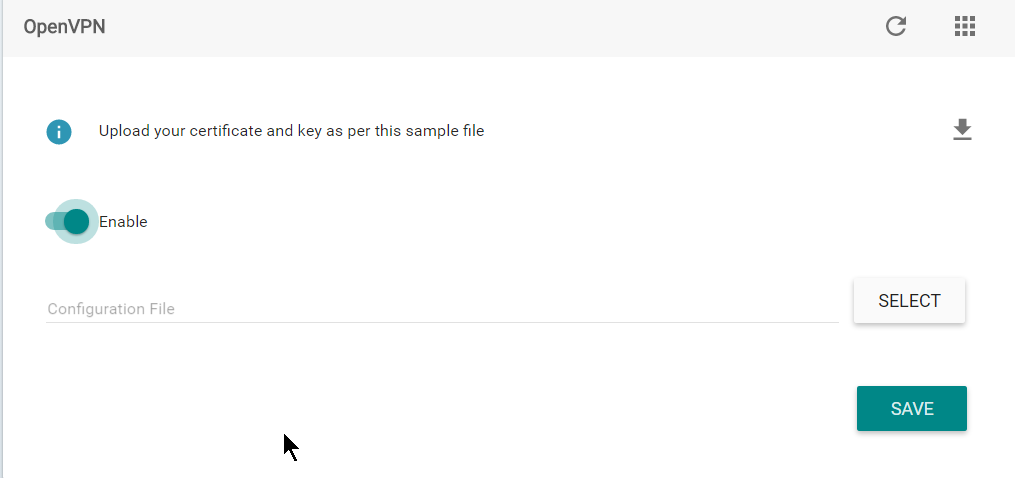 OpenVPN
Upload your certificate and key as per this sample file
Enable
Configuration File
SELECT
SAVE